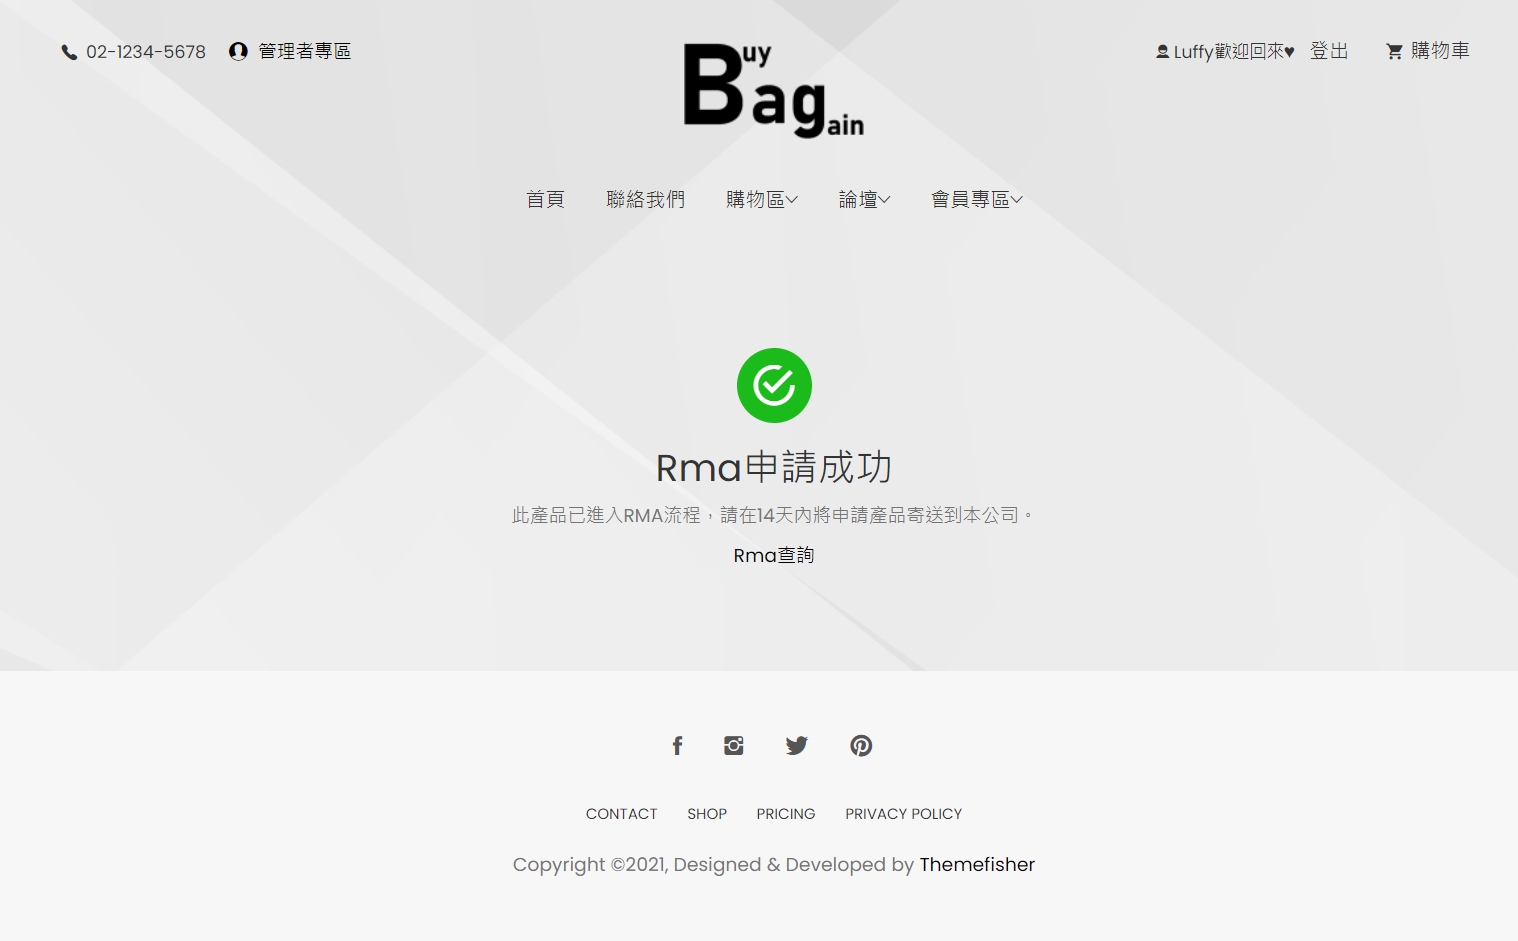 02-1234-5678 管理者專區
Buy Bag ain
Luffy歡迎回來♥ 登出 購物車
首頁 聯絡我們 購物區 論壇 會員專區
Rma申請成功
此產品已進入RMA流程，請在14天內將申請產品寄送到本公司。
Rma查詢
CONTACT SHOP PRICING PRIVACY POLICY
Copyright ©2021, Designed & Developed by Themefisher